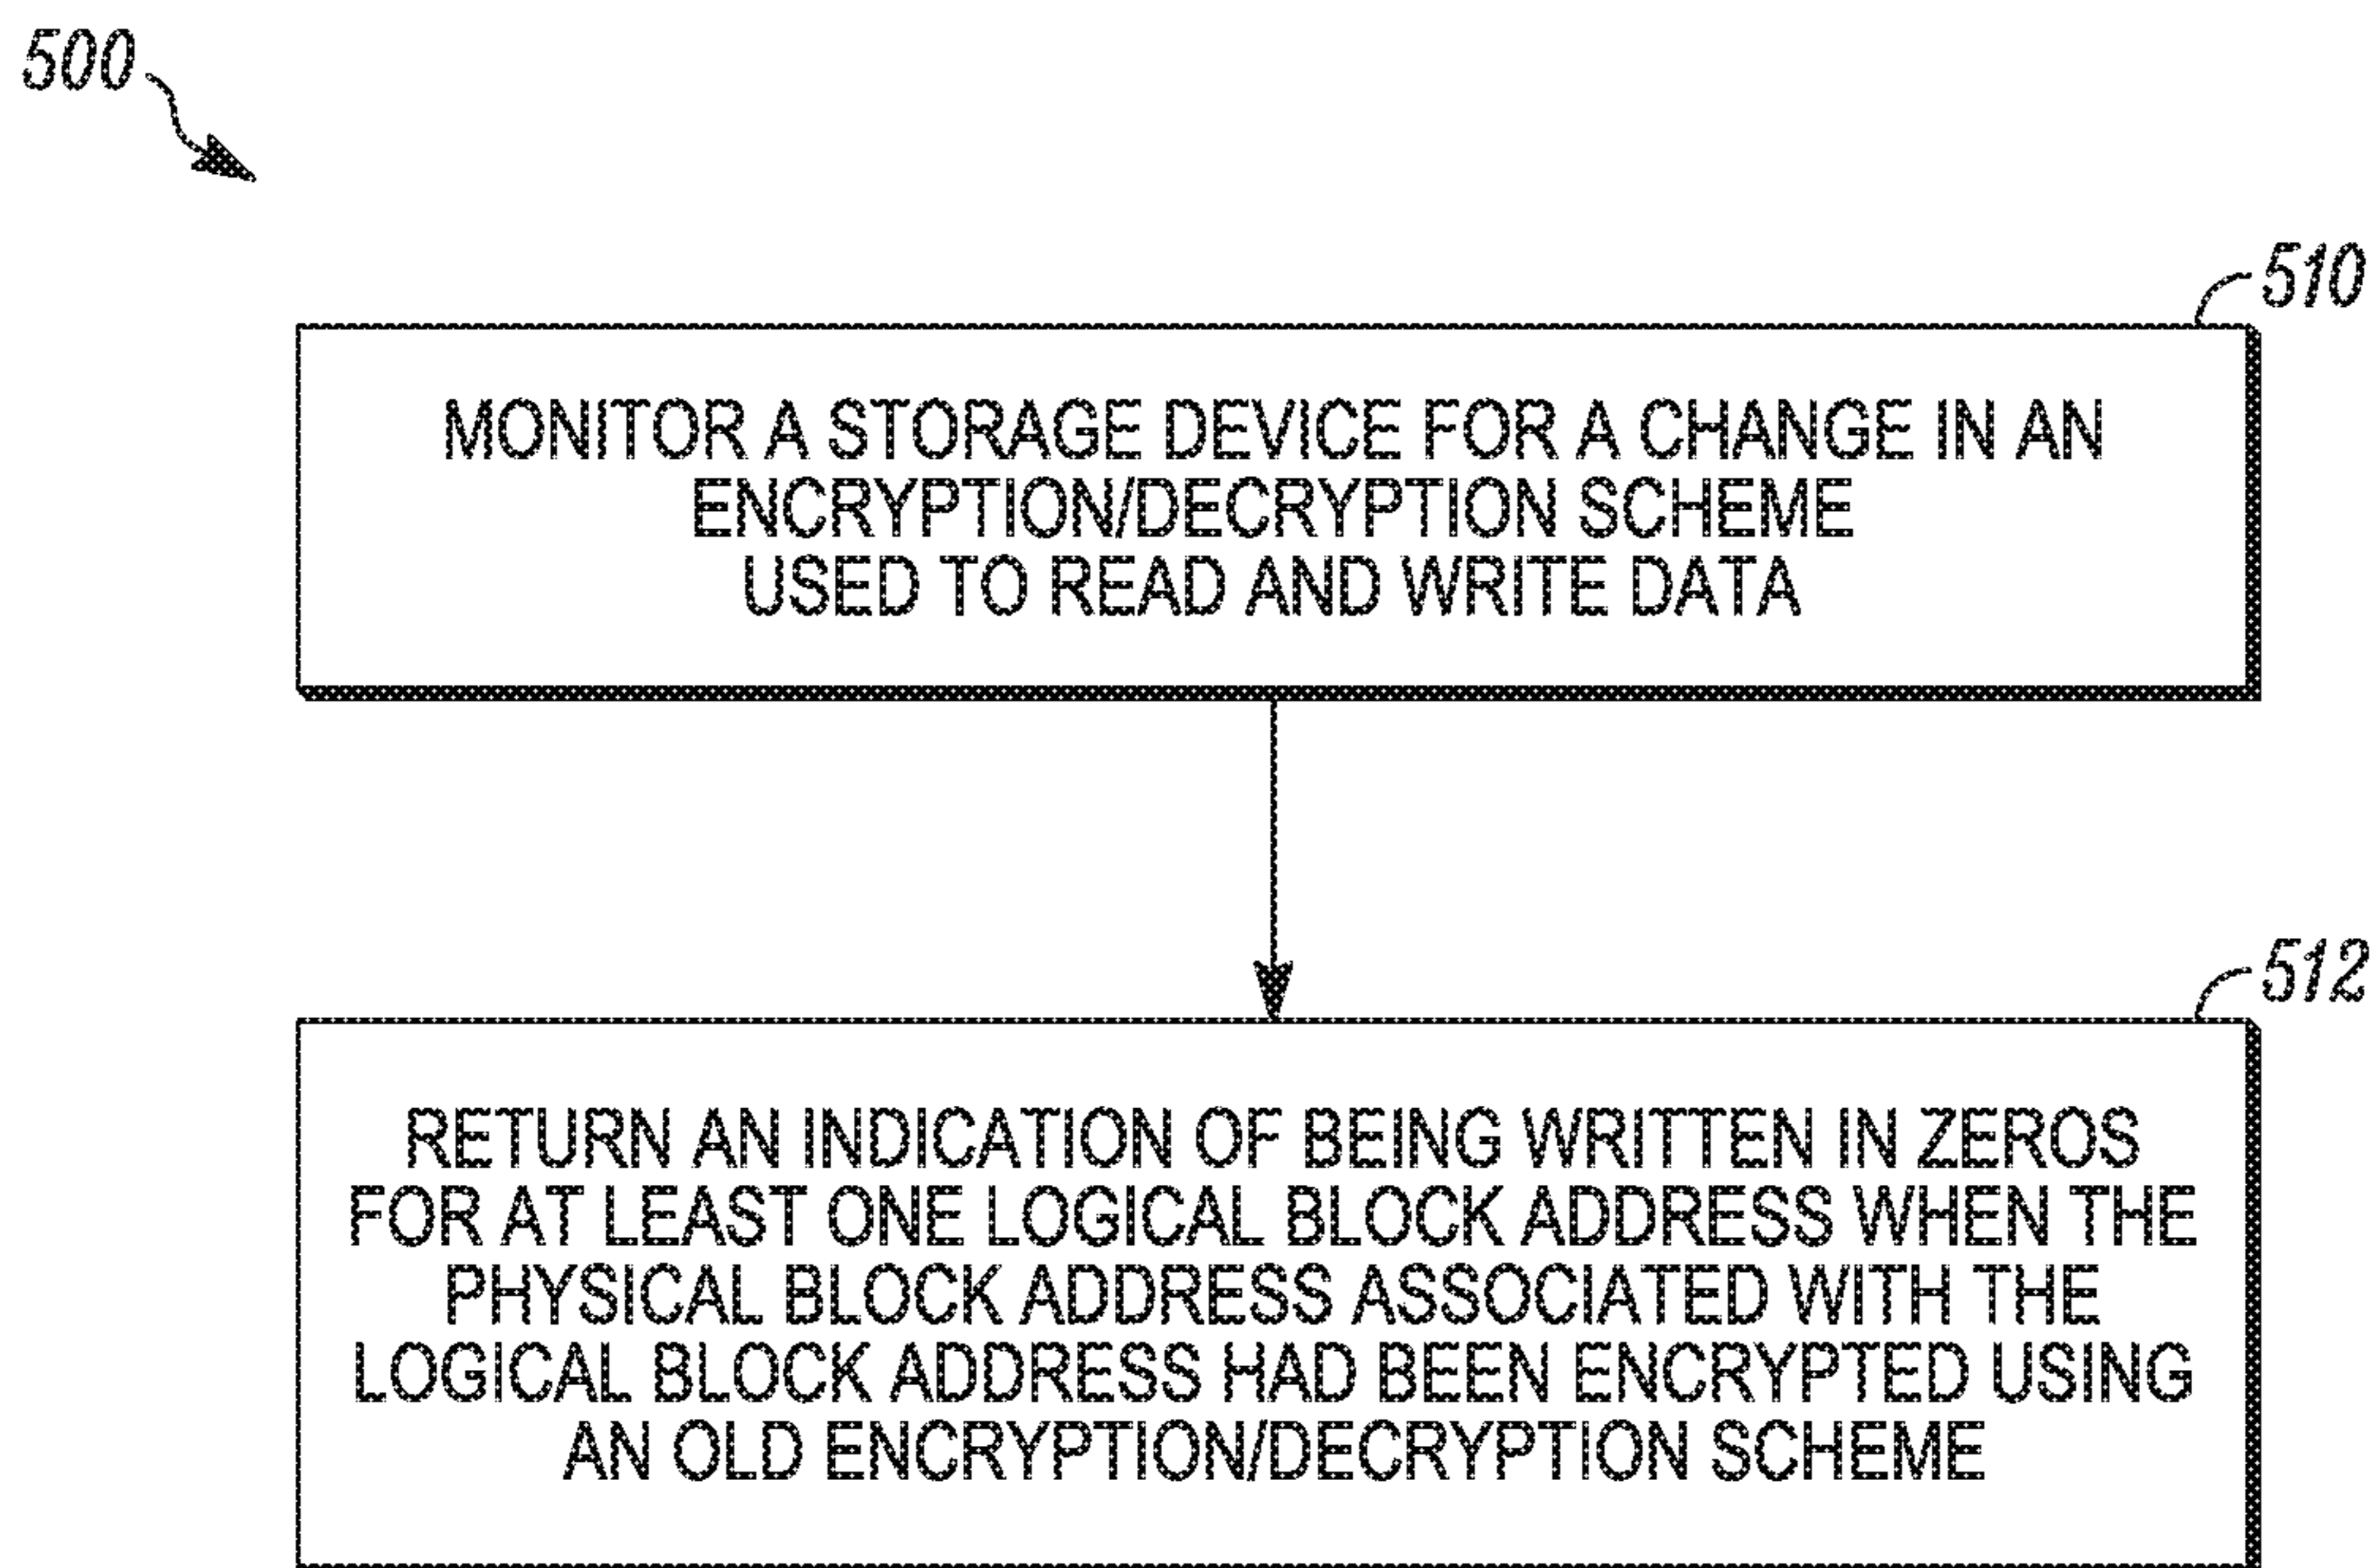 500
510
MONITOR A STORAGE DEVICE FOR A CHANGE IN AN
ENCRYPTION/DECRYPTION SCHEME
USED TO READ AND WRITE DATA
512
RETURN AN INDICATION OF BEING WRITTEN IN ZEROS
FOR AT LEAST ONE LOGICAL BLOCK ADDRESS WHEN THE
PHYSICAL BLOCK ADDRESS ASSOCIATED WITH THE
LOGICAL BLOCK ADDRESS HAD BEEN ENCRYPTED USING
AN OLD ENCRYPTION/DECRYPTION SCHEME